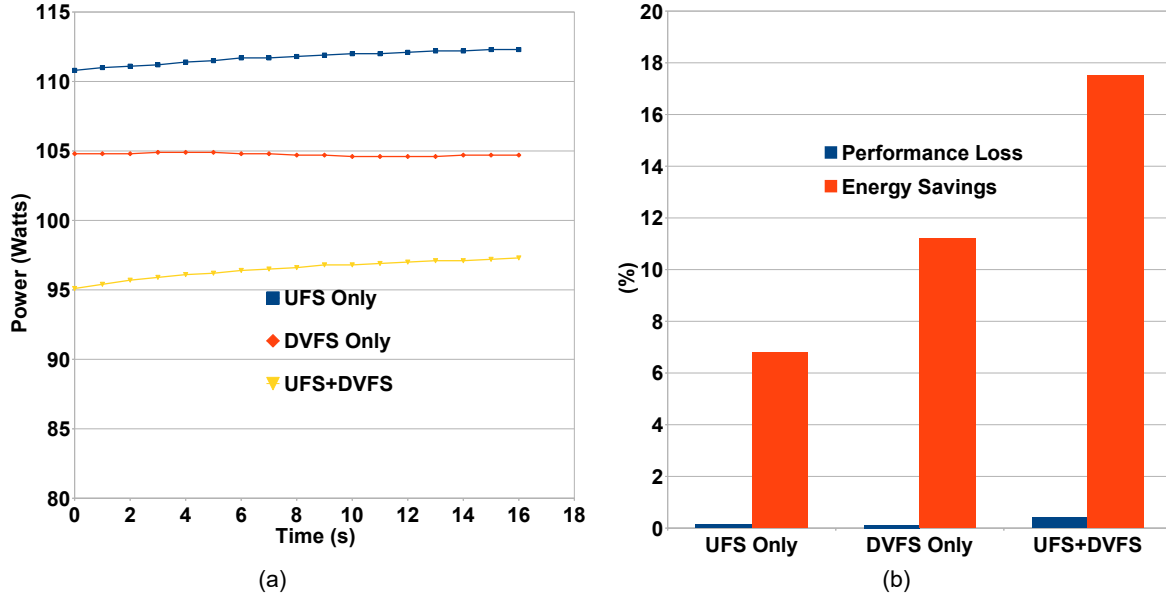 115
110
105
100
95
90
85
80
Power (Watts)
0 2 4 6 8 10 12 14 16 18
Time (s)
UFS Only
DVFS Only
UFS+DVFS
(a)
20
18
16
14
12
10
8
6
4
2
0
(%)
Performance Loss
Energy Savings
UFS Only DVFS Only UFS+DVFS
(b)